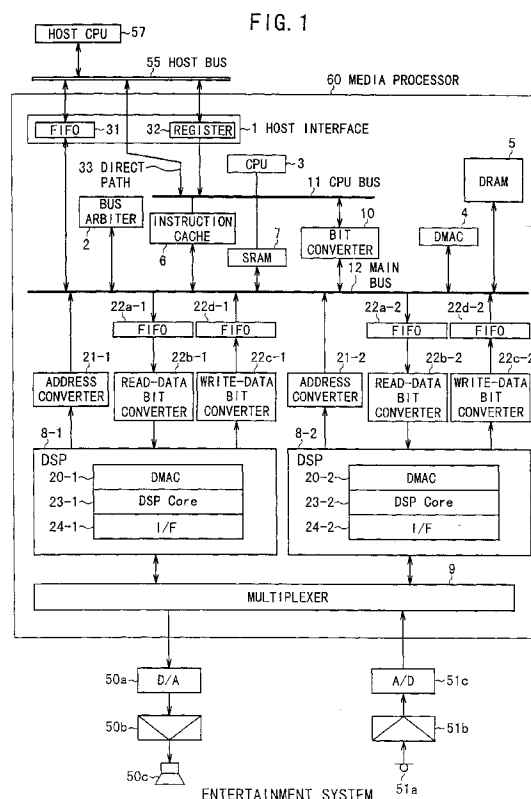 FIG. 1
HOST CPU 57
55 HOST BUS
60 MEDIA PROCESSOR
FIFO 31 32 REGISTER 1 HOST INTERFACE
33 DIRECT PATH
CPU 3
5
DRAM
11 CPU BUS
BUS ARBITER
2
INSTRUCTION CACHE
6
7
SRAM
10
BIT CONVERTER
4
DMAC
12 MAIN BUS
22a-1 22d-1 22a-2 22d-2
FIFO FIFO FIFO FIFO
21-1 22b-1 22c-1 21-2 22b-2 22c-2
ADDRESS CONVERTER
READ-DATA BIT CONVERTER
WRITE-DATA BIT CONVERTER
ADDRESS CONVERTER
READ-DATA BIT CONVERTER
WRITE-DATA BIT CONVERTER
8-1 8-2
DSP DSP
20-1 DMAC 20-2 DMAC
23-1 DSP Core 23-2 DSP Core
24-1 I/F 24-2 I/F
9
MULTIPLEXER
50a D/A A/D 51c
50b 51b
50c 51a
ENTERTAINMENT SYSTEM